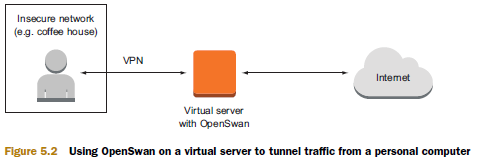 Insecure network
(e.g. coffee house)
VPN
Internet
Virtual server
with OpenSwan
Figure 5.2 Using OpenSwan on a virtual server to tunnel traffic from a personal computer